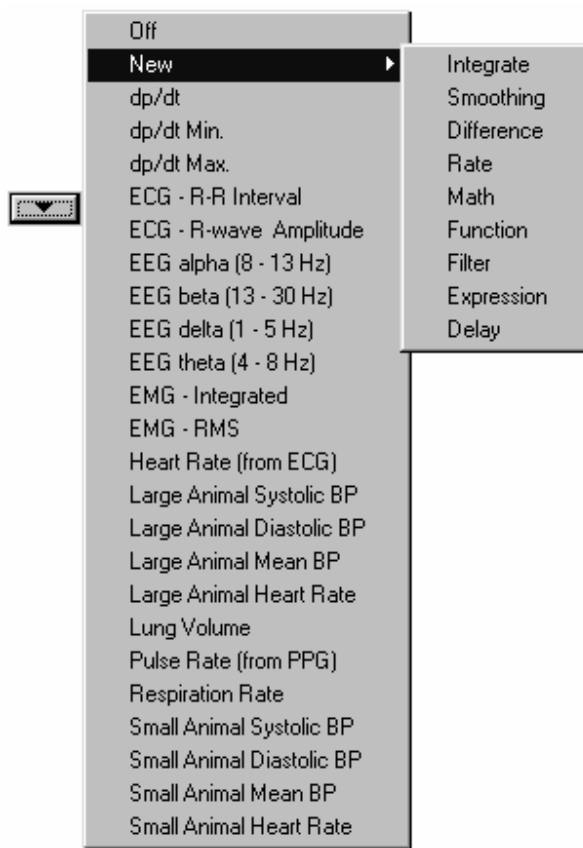 Off
New
dp/dt
dp/dt Min.
dp/dt Max.
ECG - R-R Interval
ECG - R-wave Amplitude
EEG alpha (8 - 13 Hz)
EEG beta (13 - 30 Hz)
EEG delta (1 - 5 Hz)
EEG theta (4 - 8 Hz)
EMG - Integrated
EMG - RMS
Heart Rate (from ECG)
Large Animal Systolic BP
Large Animal Diastolic BP
Large Animal Mean BP
Large Animal Heart Rate
Lung Volume
Pulse Rate (from PPG)
Respiration Rate
Small Animal Systolic BP
Small Animal Diastolic BP
Small Animal Mean BP
Small Animal Heart Rate
Integrate
Smoothing
Difference
Rate
Math
Function
Filter
Expression
Delay